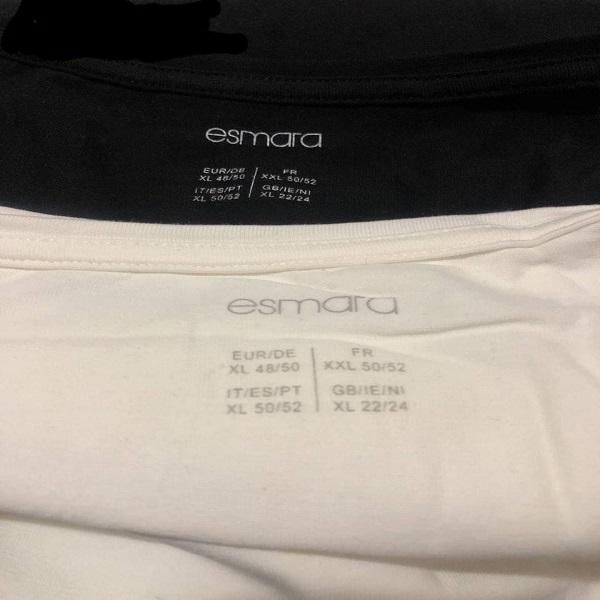 esmara
EUR/DE FR
XL 48/50 XXL 50/52
IT/ES/PT GB/IE/NI
XL 50/52 XL 22/24
esmara
EUR/DE FR
XL 48/50 XXL 50/52
IT/ES/PT GB/IE/NI
XL 50/52 XL 22/24